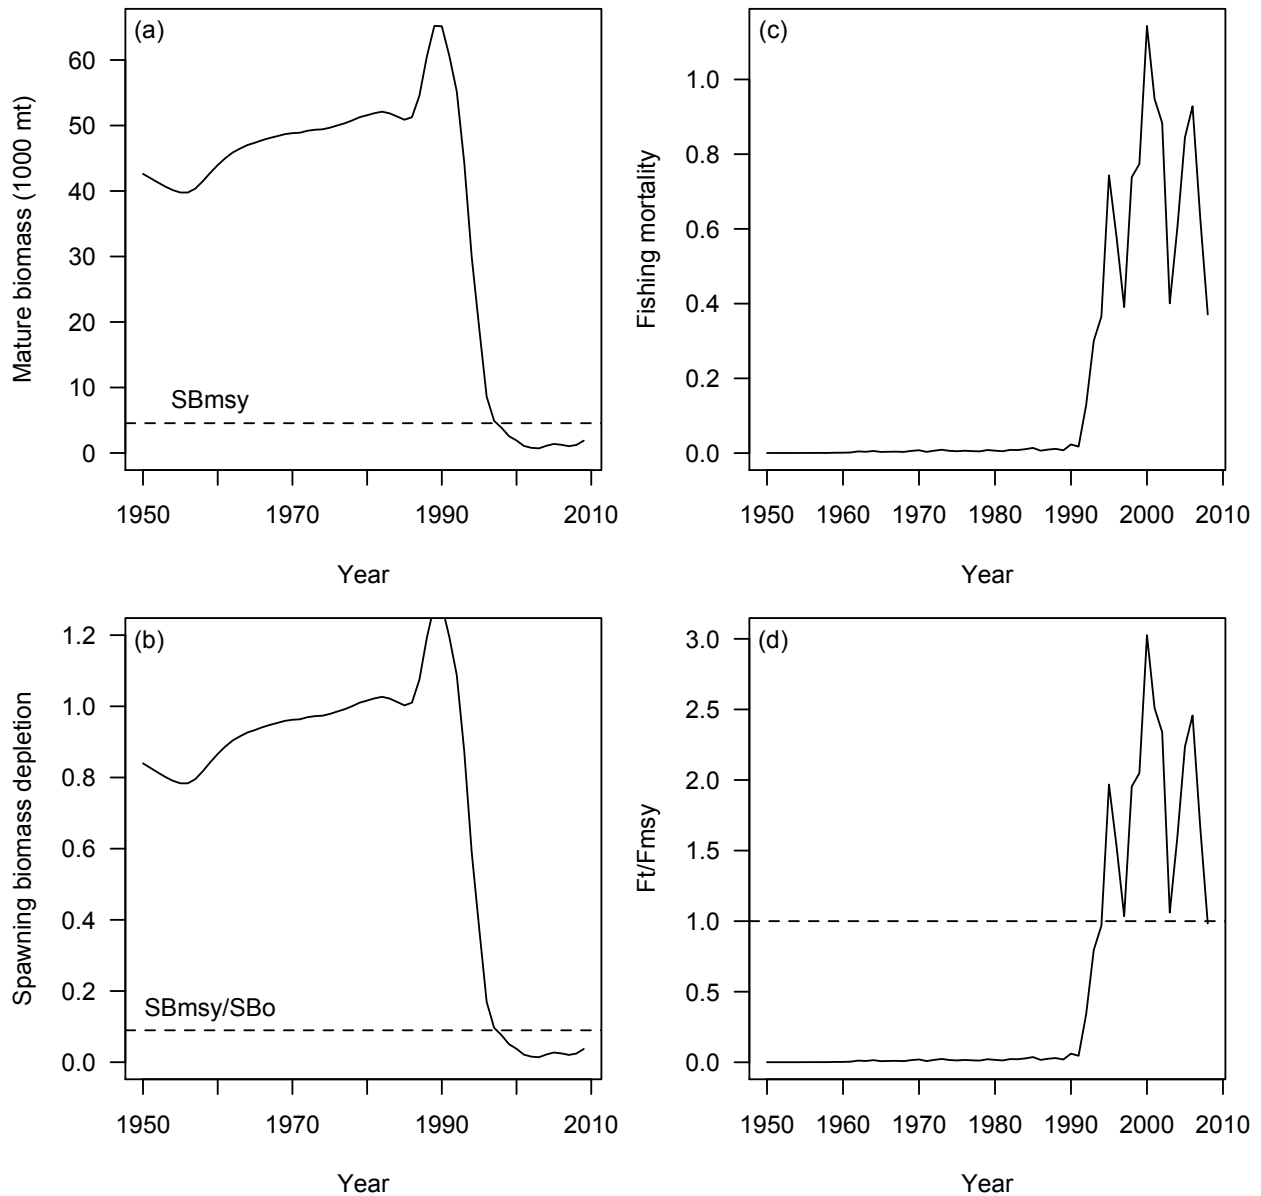 (a)
Mature biomass (1000 mt)
60
50
40
30
20
10
0
SBmsy
1950 1970 1990 2010
Year
(c)
Fishing mortality
1.0
0.8
0.6
0.4
0.2
0.0
1950 1960 1970 1980 1990 2000 2010
Year
(b)
Spawning biomass depletion
1.2
1.0
0.8
0.6
0.4
0.2
0.0
SBmsy/SBo
1950 1970 1990 2010
Year
(d)
Ft/Fmsy
3.0
2.5
2.0
1.5
1.0
0.5
0.0
1950 1960 1970 1980 1990 2000 2010
Year